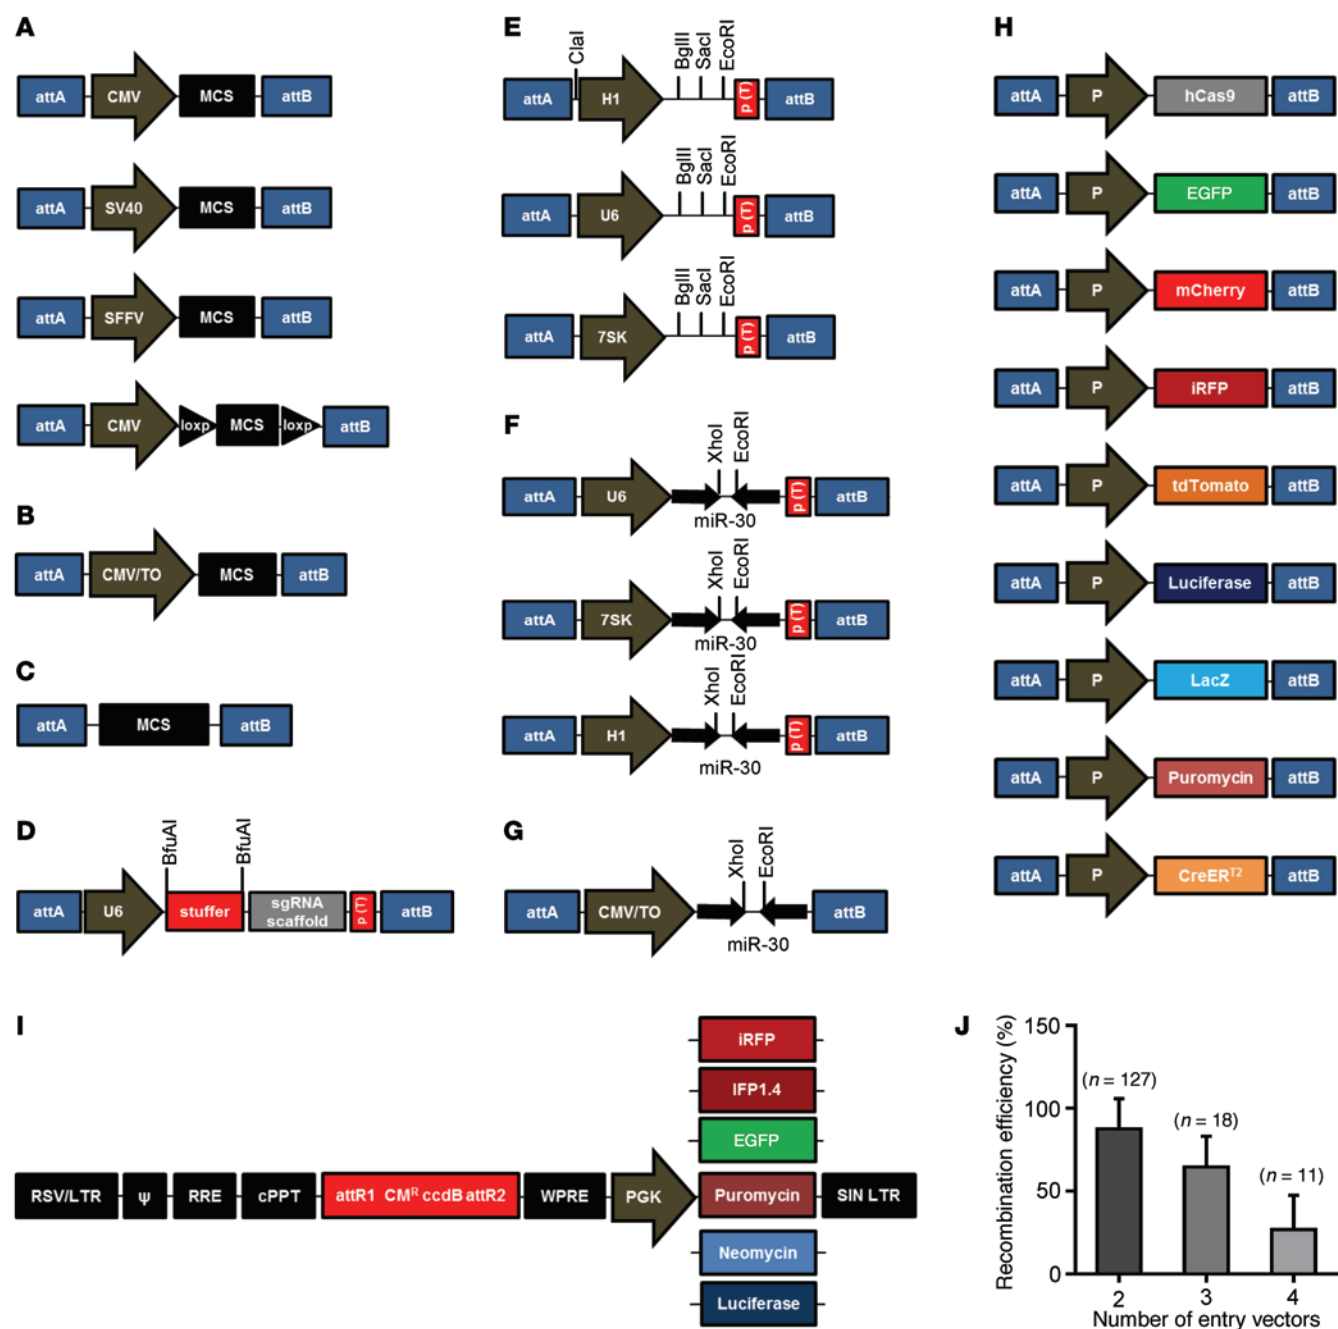 A
attA CMV MCS attB
attA SV40 MCS attB
attA SFFV MCS attB
attA CMV loxp MCS loxp attB
B
attA CMV/TO MCS attB
C
attA MCS attB
D
BfuAI BfuAI
attA U6 stuffer sgRNA scaffold p (T) attB
E
ClaI BglII SacI EcoRI
attA H1 p (T) attB
BglII SacI EcoRI
attA U6 p (T) attB
BglII SacI EcoRI
attA 7SK p (T) attB
F
XhoI EcoRI
attA U6 p (T) attB
miR-30
XhoI EcoRI
attA 7SK p (T) attB
miR-30
XhoI EcoRI
attA H1 p (T) attB
miR-30
G
XhoI EcoRI
attA CMV/TO attB
miR-30
H
attA P hCas9 attB
attA P EGFP attB
attA P mCherry attB
attA P iRFP attB
attA P tdTomato attB
attA P Luciferase attB
attA P LacZ attB
attA P Puromycin attB
attA P CreERT2 attB
I
iRFP
IFP1.4
EGFP
RSV/LTR ψ RRE cPPT attR1 CMR ccdB attR2 WPRE PGK Puromycin SIN LTR
Neomycin
Luciferase
J
Recombination efficiency (%)
150
100
50
0
(n = 127)
(n = 18)
(n = 11)
2 3 4
Number of entry vectors